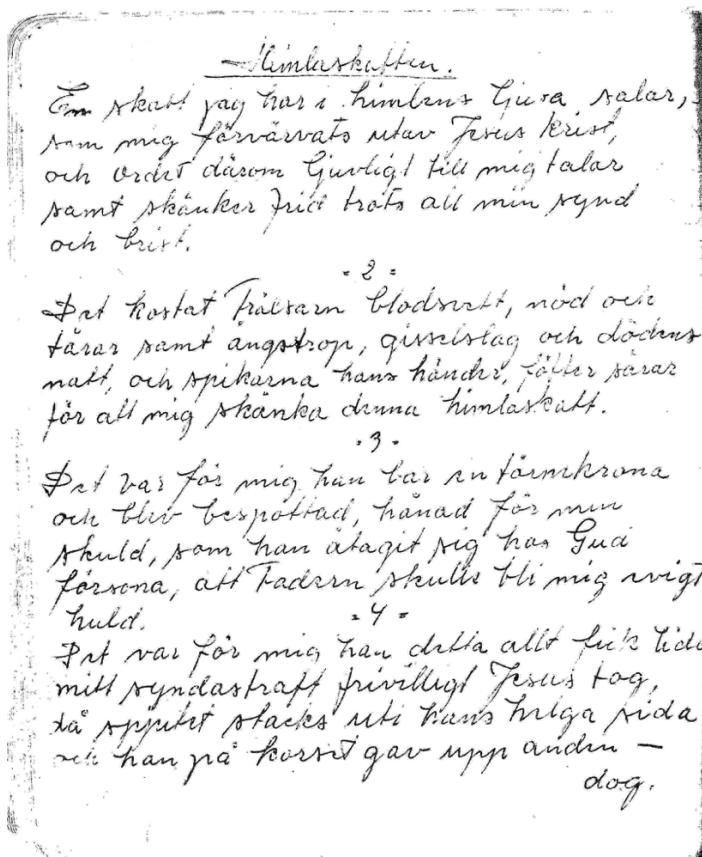 Himlaskatten.
En skatt jag har i himlens ljusa salar,
som mig förvärvats utav Jesus Krist,
och ordet därom ljuvligt till mig talar
samt skänker frid trots all min synd
och brist.
- 2 -
Det kostat Frälsarn blodsvett, nöd och
tårar samt ångstrop, gisselslag och dödens
natt, och spikarna hans händer, fötter sårar
för att mig skänka denna himlaskatt.
- 3 -
Det var för mig han bar en törnekrona
och blev bespottad, hånad för min
skuld, som han åtagit sig hos Gud
försona, att Fadern skulle bli mig evigt
huld.
- 4 -
Det var för mig han detta allt fick lida
mitt syndastraff frivilligt Jesus tog,
då spjutet stacks uti hans helga sida
och han på korset gav upp anden —
dog.